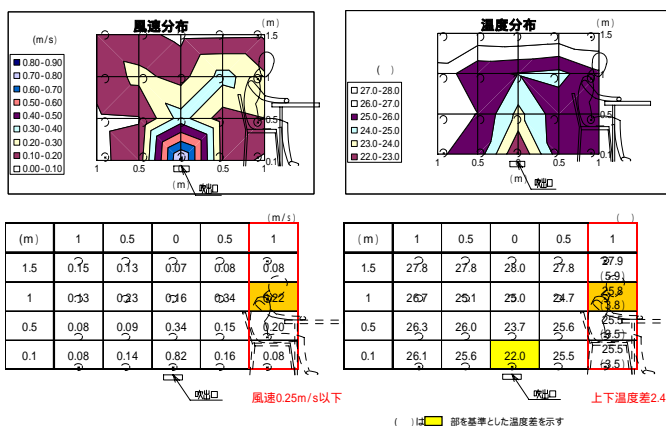 風速分布
(m)
(m/s)
0.80-0.90
0.70-0.80
0.60-0.70
0.50-0.60
0.40-0.50
0.30-0.40
0.20-0.30
0.10-0.20
0.00-0.10
1.5
1
0.5
0.1
1 0.5 0 0.5 1
(m)
吹出口
温度分布
(m)
( )
27.0-28.0
26.0-27.0
25.0-26.0
24.0-25.0
23.0-24.0
22.0-23.0
1.5
1
0.5
0.1
1 0.5 0 0.5 1
(m)
吹出口
(m/s)
(m) 1 0.5 0 0.5 1
1.5 0.15 0.13 0.07 0.08 0.08
1 0.13 0.23 0.16 0.34 0.22
0.5 0.08 0.09 0.34 0.15 0.20
0.1 0.08 0.14 0.82 0.16 0.08
吹出口
風速0.25m/s以下
( )
(m) 1 0.5 0 0.5 1
1.5 27.8 27.8 28.0 27.8 27.9
(5.9)
1 26.7 25.1 25.0 24.7 25.8
(3.8)
0.5 26.3 26.0 23.7 25.6 25.5
(3.5)
0.1 26.1 25.6 22.0 25.5 25.5
(3.5)
吹出口
上下温度差2.4
( )は 部を基準とした温度差を示す